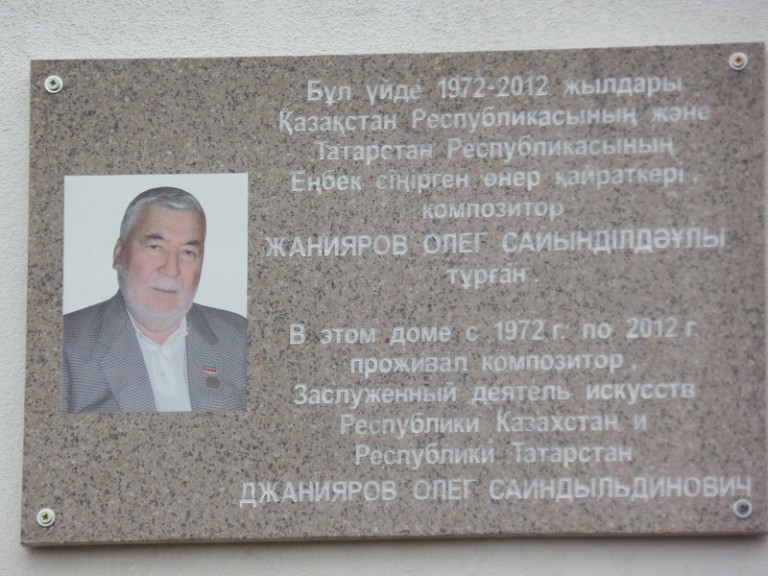 Бұл үйде 1972-2012 жылдары
Қазақстан Республикасының және
Татарстан Республикасының
Еңбек сіңірген өнер қайраткері .
композитор
ЖАНИЯРОВ ОЛЕГ САЙЫНДІЛДӘҰЛЫ
тұрған .
В этом доме с 1972 г. по 2012 г.
проживал композитор .
Заслуженный деятель искусств
Республики Казахстан и
Республики Татарстан
ДЖАНИЯРОВ ОЛЕГ САИНДЫЛЬДИНОВИЧ